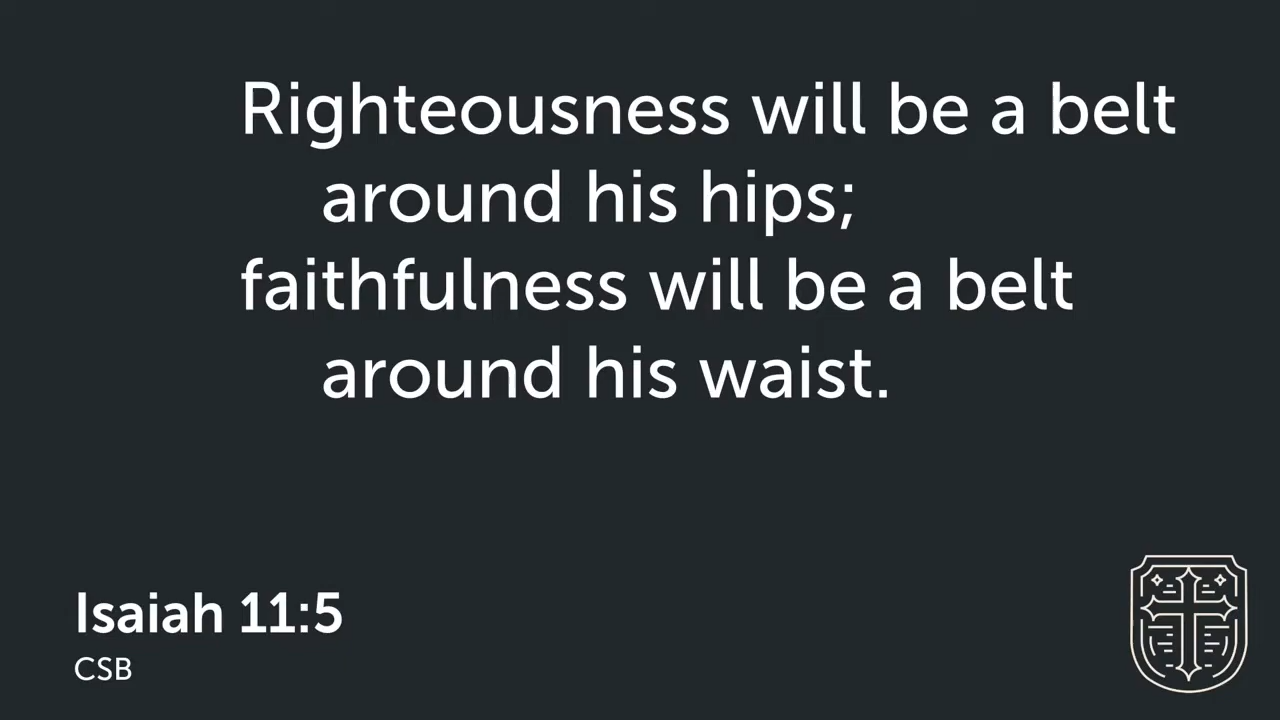 Righteousness will be a belt
around his hips;
faithfulness will be a belt
around his waist.
Isaiah 11:5
CSB